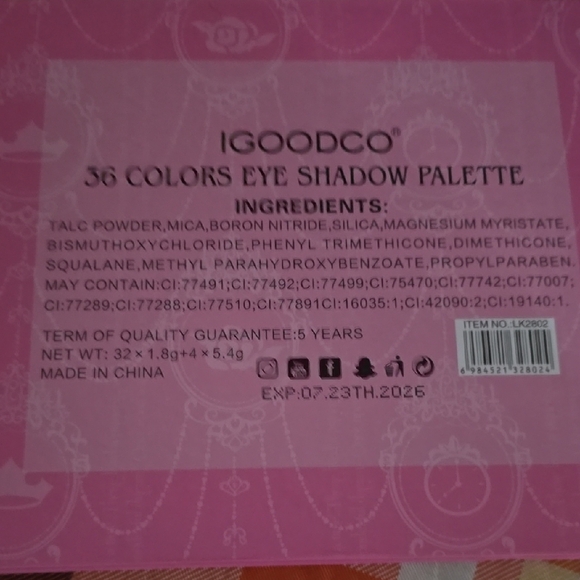 IGOODCO®
36 COLORS EYE SHADOW PALETTE
INGREDIENTS:
TALC POWDER,MICA,BORON NITRIDE,SILICA,MAGNESIUM MYRISTATE,
BISMUTHOXYCHLORIDE,PHENYL TRIMETHICONE,DIMETHICONE,
SQUALANE,METHYL PARAHYDROXYBENZOATE,PROPYLPARABEN.
MAY CONTAIN:CI:77491;CI:77492;CI:77499;CI:75470;CI:77742;CI:77007;
CI:77289;CI:77288;CI:77510;CI:77891CI:16035:1;CI:42090:2;CI:19140:1.
TERM OF QUALITY GUARANTEE:5 YEARS
NET WT: 32×1.8g+4×5.4g
MADE IN CHINA
EXP:07.23TH.2026
ITEM NO.:LK2802
6 984521 328024